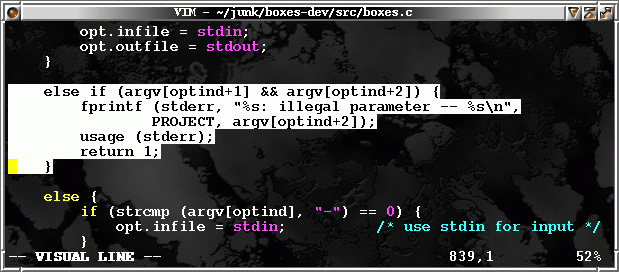 VIM - ~/junk/boxes-dev/src/boxes.c
opt.infile = stdin;
opt.outfile = stdout;
}
else if (argv[optind+1] && argv[optind+2]) {
fprintf (stderr, "%s: illegal parameter -- %s\n",
PROJECT, argv[optind+2]);
usage (stderr);
return 1;
}
else {
if (strcmp (argv[optind], "-") == 0) {
opt.infile = stdin; /* use stdin for input */
}
-- VISUAL LINE -- 839,1 52%